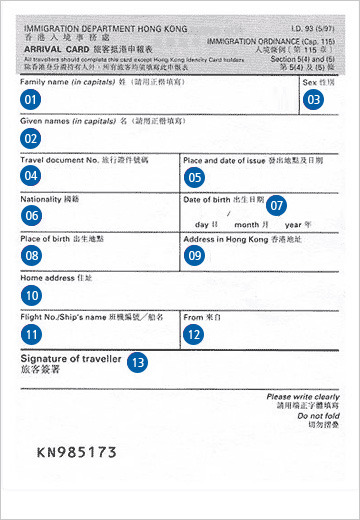 IMMIGRATION DEPARTMENT HONG KONG
I.D. 93 (5/97)
香港入境事務處
IMMIGRATION ORDINANCE (Cap. 115)
ARRIVAL CARD 旅客抵港申報表
人境條例 (第 115 章)
All travellers should complete this card except Hong Kong Identity Card holders
Section 5(4) and (5)
除香港身分證持有人外,所有旅客均須填寫此申報表
第 5(4) 及 (5) 條
Family name (in capitals) 姓 (請用正楷填寫)
Sex 性別
01
03
Given names (in capitals) 名 (請用正楷填寫)
02
Travel document No. 旅行證件號碼
Place and date of issue 發出地點及日期
04
05
Nationality 國籍
Date of birth 出生日期
06
07
/
day 日 month 月 year 年
Place of birth 出生地點
Address in Hong Kong 香港地址
08
09
Home address 住址
10
Flight No./Ship's name 班機編號/船名
From 來自
11
12
Signature of traveller
13
旅客簽署
Please write clearly
請用端正字體填寫
Do not fold
切勿摺疊
KN985173